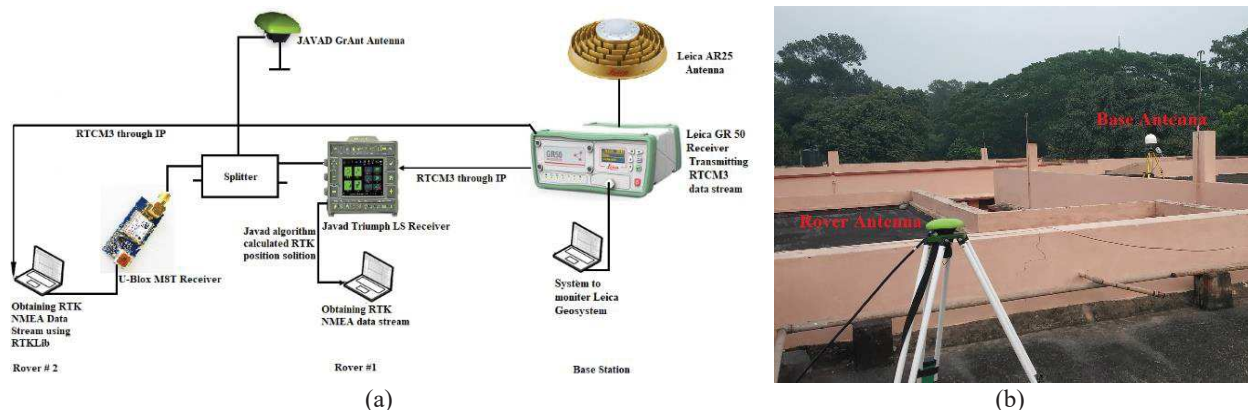 JAVAD GrAnt Antenna
Leica AR25
Antenna
RTCM3 through IP
Splitter
RTCM3 through IP
GR50
Leica
Leica GR 50
Receiver
Transmitting
RTCM3
data stream
U-Blox M8T Receiver
Javad Triumph LS Receiver
Javad algorithm
calculated RTK
position solition
Obtaining RTK
NMEA Data
Stream using
RTKLib
Obtaining RTK
NMEA data stream
System to
moniter Leica
Geosystem
Rover # 2
Rover #1
Base Station
(a)
Base Antenna
Rover Antenna
(b)